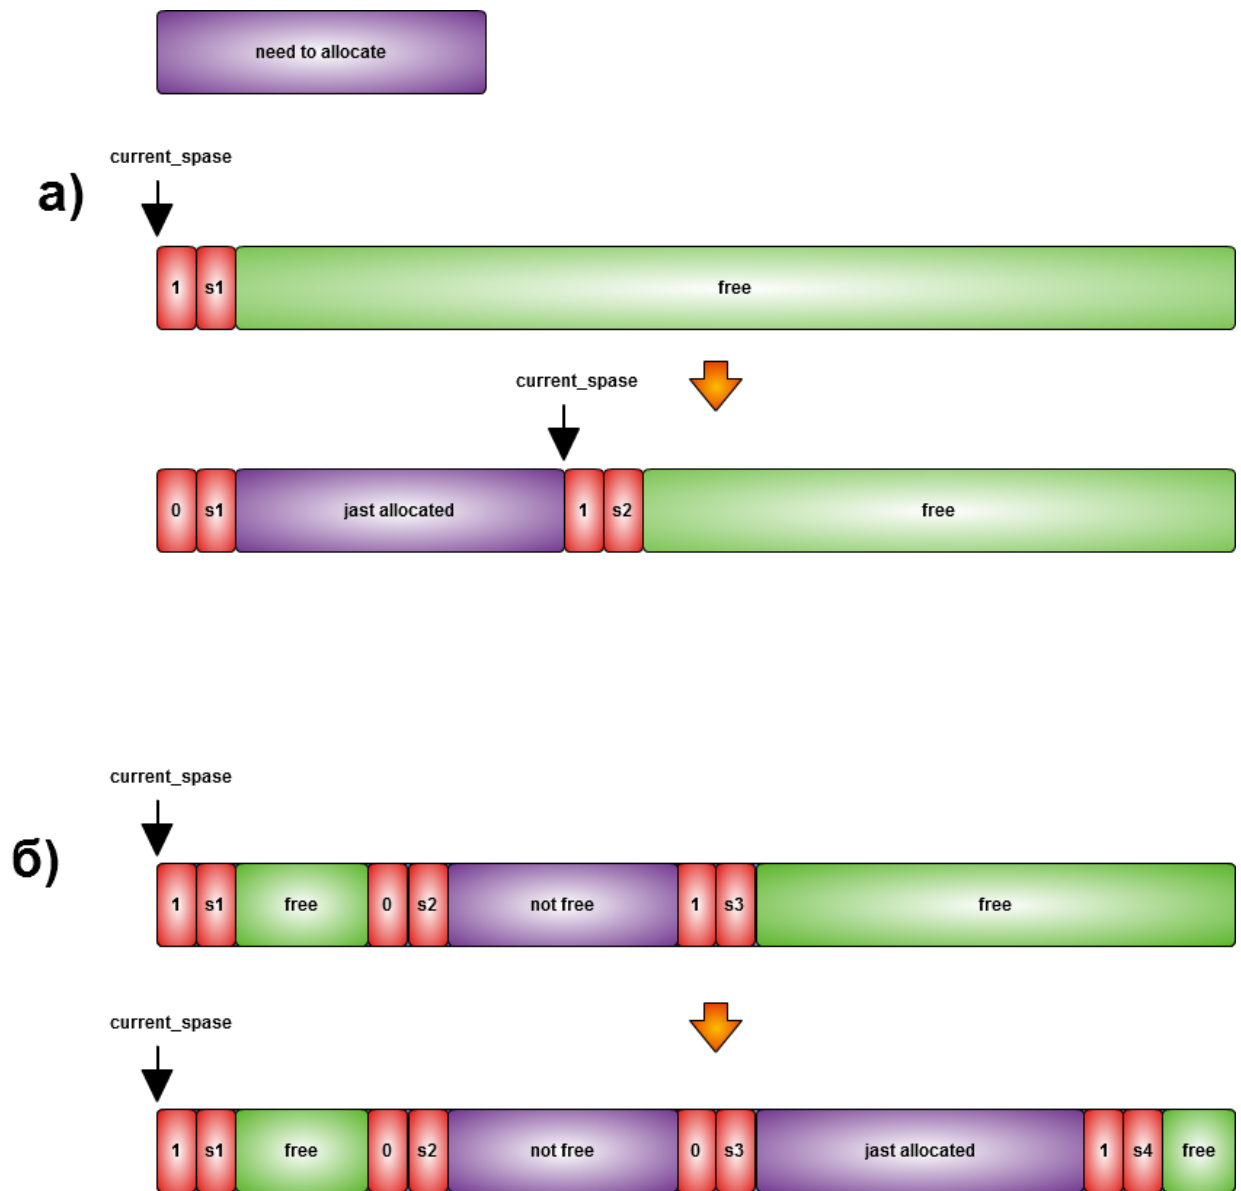 need to allocate
current_spase
а)
1 s1 free
current_spase
0 s1 jast allocated 1 s2 free
current_spase
б)
1 s1 free 0 s2 not free 1 s3 free
current_spase
1 s1 free 0 s2 not free 0 s3 jast allocated 1 s4 free